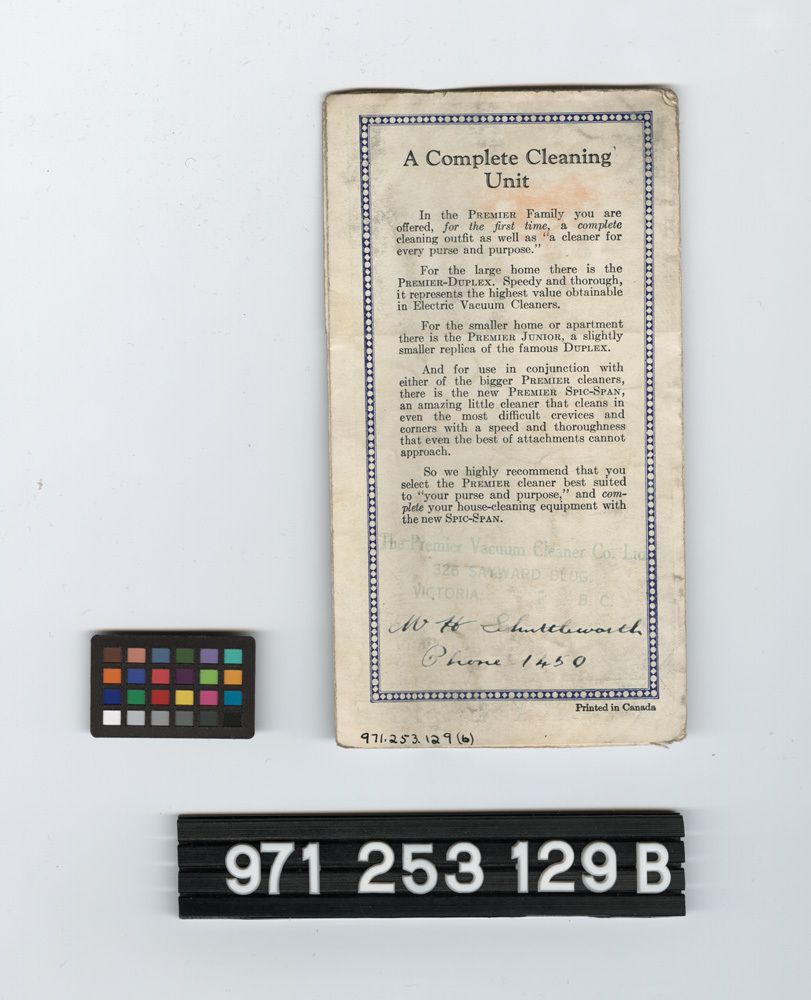 A Complete Cleaning
Unit
In the PREMIER Family you are
offered, for the first time, a complete
cleaning outfit as well as "a cleaner for
every purse and purpose."
For the large home there is the
PREMIER-DUPLEX. Speedy and thorough,
it represents the highest value obtainable
in Electric Vacuum Cleaners.
For the smaller home or apartment
there is the PREMIER JUNIOR, a slightly
smaller replica of the famous DUPLEX.
And for use in conjunction with
either of the bigger PREMIER cleaners,
there is the new PREMIER SPIC-SPAN,
an amazing little cleaner that cleans in
even the most difficult crevices and
corners with a speed and thoroughness
that even the best of attachments cannot
approach.
So we highly recommend that you
select the PREMIER cleaner best suited
to "your purse and purpose," and com-
plete your house-cleaning equipment with
the new SPIC-SPAN.
The Premier Vacuum Cleaner Co. Ltd
326 SAYWARD BLDG.
VICTORIA, B. C.
Shuttleworth
Phone 1450
Printed in Canada
971.253.129(b)
971 253 129 B